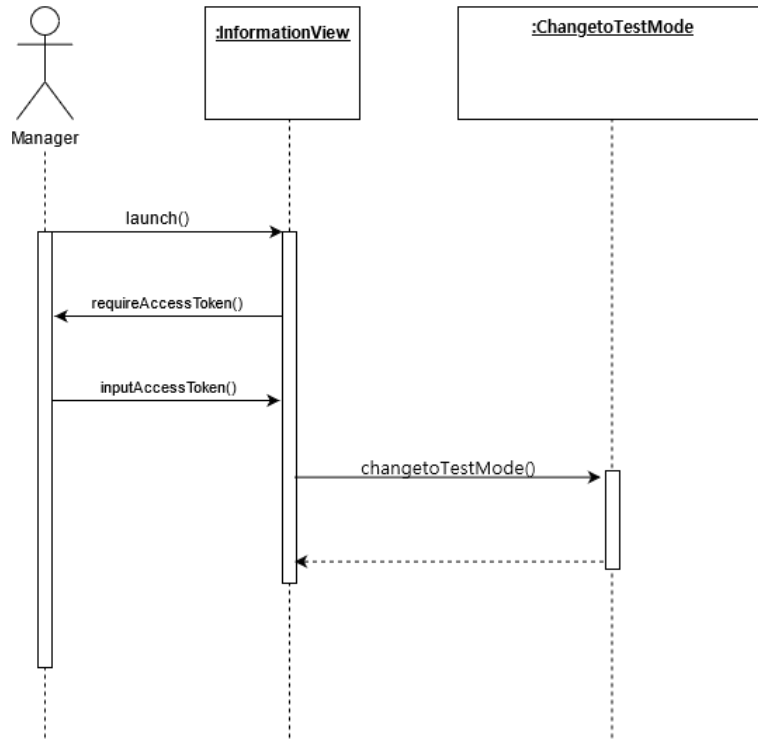 :InformationView
:ChangetoTestMode
Manager
launch()
requireAccessToken()
inputAccessToken()
changetoTestMode()